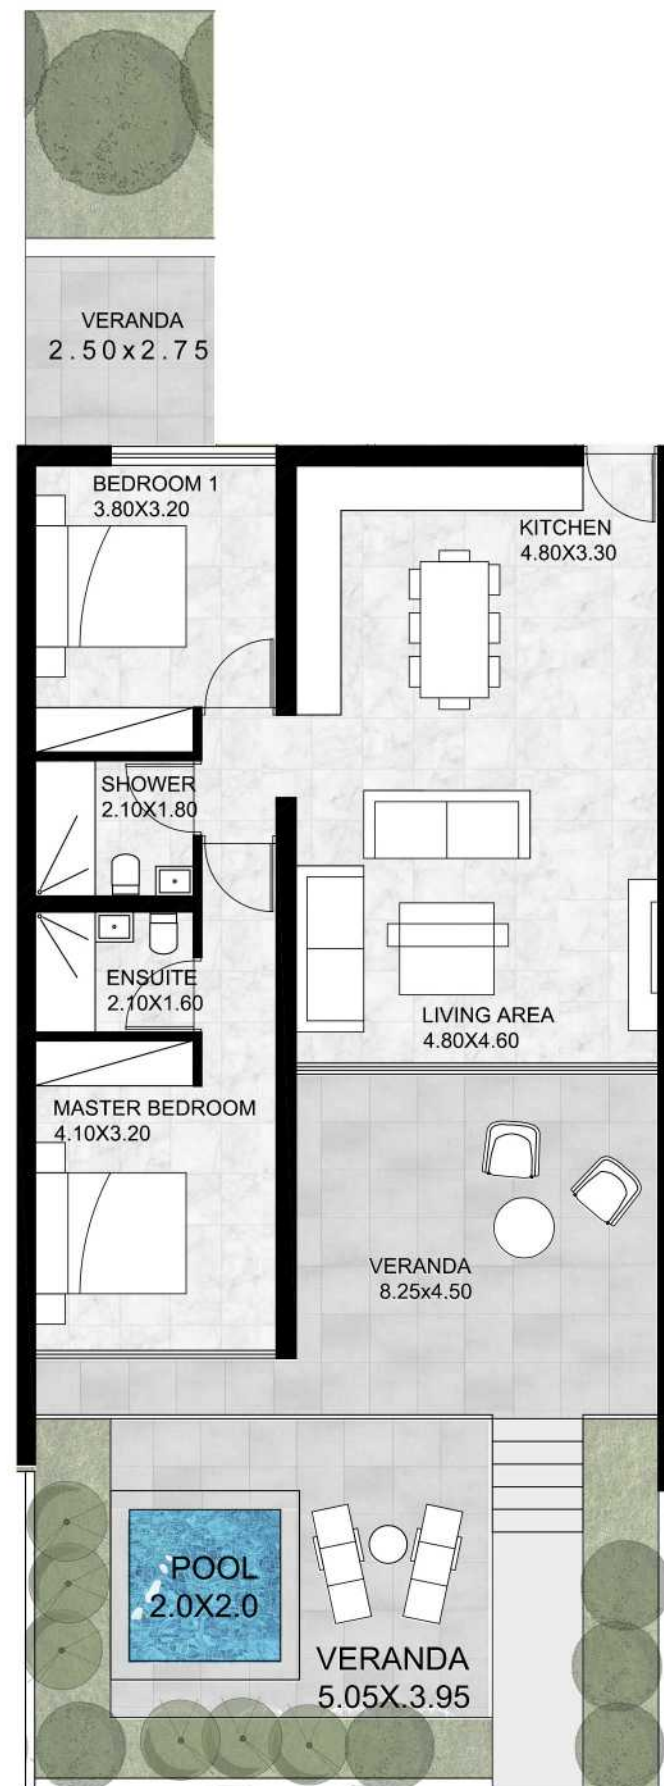 VERANDA
2.50x2.75
BEDROOM 1
3.80X3.20
KITCHEN
4.80X3.30
SHOWER
2.10X1.80
ENSUITE
2.10X1.60
LIVING AREA
4.80X4.60
MASTER BEDROOM
4.10X3.20
VERANDA
8.25x4.50
POOL
2.0X2.0
VERANDA
5.05X.3.95